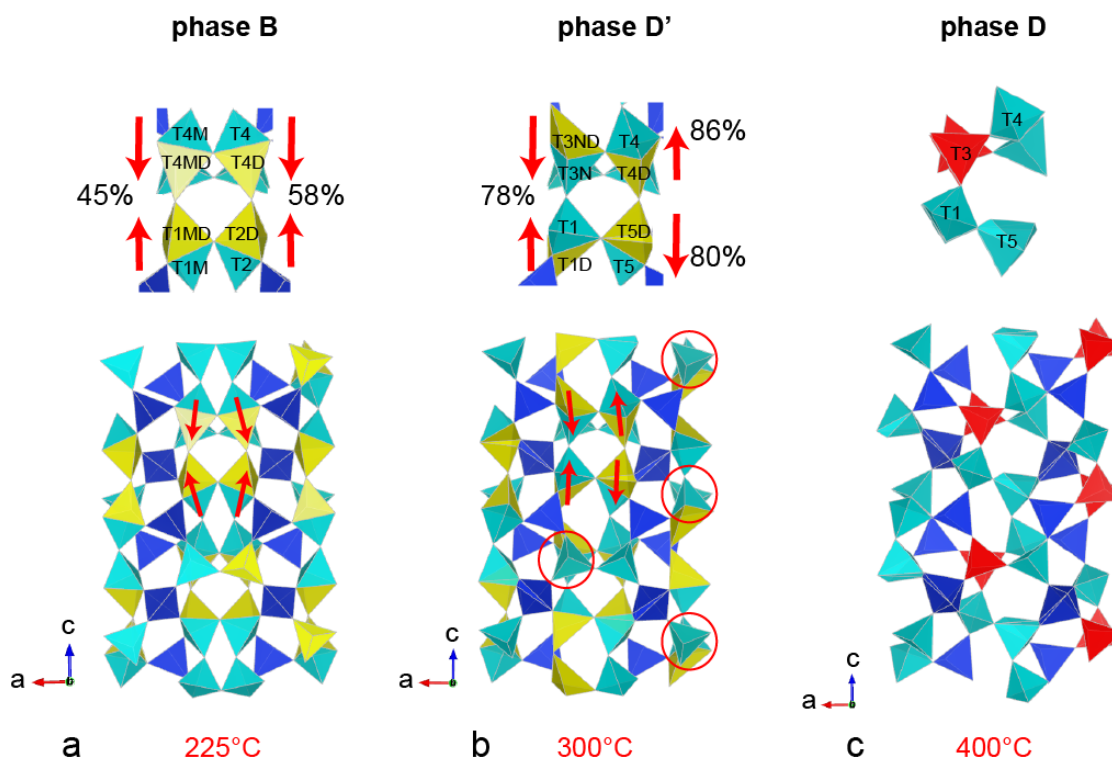 phase B
phase D’
phase D
T4M
T4
T4MD
T4D
45%
58%
T1MD
T2D
T1M
T2
T3ND
T4
86%
T3N
T4D
78%
T1
T5D
80%
T1D
T5
T4
T3
T1
T5
c
a
c
a
c
a
a
225°C
b
300°C
c
400°C